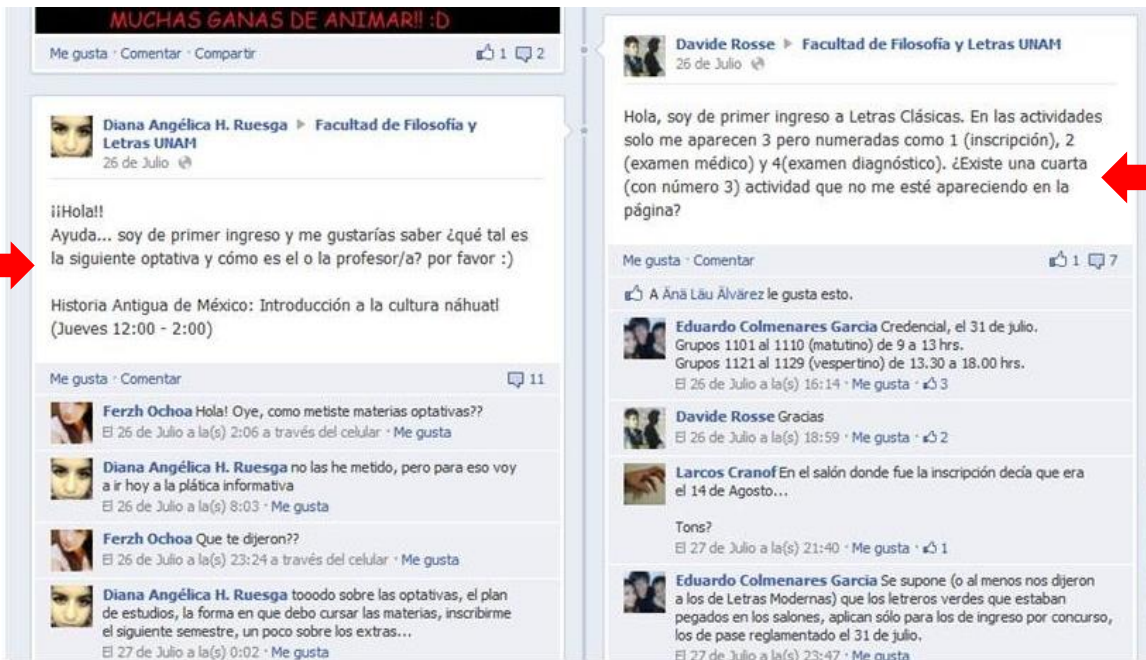 MUCHAS GANAS DE ANIMAR!! :D
Me gusta · Comentar · Compartir 1 2
Diana Angélica H. Ruesga ▶ Facultad de Filosofía y
Letras UNAM
26 de Julio
¡¡Hola!!
Ayuda... soy de primer ingreso y me gustarías saber ¿qué tal es
la siguiente optativa y cómo es el o la profesor/a? por favor :)
Historia Antigua de México: Introducción a la cultura náhuatl
(Jueves 12:00 - 2:00)
Me gusta · Comentar 11
Ferzh Ochoa Hola! Oye, como metiste materias optativas??
El 26 de Julio a la(s) 2:06 a través del celular · Me gusta
Diana Angélica H. Ruesga no las he metido, pero para eso voy
a ir hoy a la plática informativa
El 26 de Julio a la(s) 8:03 · Me gusta
Ferzh Ochoa Que te dijeron??
El 26 de Julio a la(s) 23:24 a través del celular · Me gusta
Diana Angélica H. Ruesga tooodo sobre las optativas, el plan
de estudios, la forma en que debo cursar las materias, inscribirme
el siguiente semestre, un poco sobre los extras...
El 27 de Julio a la(s) 0:02 · Me gusta
Davide Rosse ▶ Facultad de Filosofía y Letras UNAM
26 de Julio
Hola, soy de primer ingreso a Letras Clásicas. En las actividades
solo me aparecen 3 pero numeradas como 1 (inscripción), 2
(examen médico) y 4(examen diagnóstico). ¿Existe una cuarta
(con número 3) actividad que no me esté apareciendo en la
página?
Me gusta · Comentar 1 7
A Änä Läu Älvärez le gusta esto.
Eduardo Colmenares Garcia Credencial, el 31 de julio.
Grupos 1101 al 1110 (matutino) de 9 a 13 hrs.
Grupos 1121 al 1129 (vespertino) de 13.30 a 18.00 hrs.
El 26 de Julio a la(s) 16:14 · Me gusta · 3
Davide Rosse Gracias
El 26 de Julio a la(s) 18:59 · Me gusta · 2
Larcos Cranof En el salón donde fue la inscripción decía que era
el 14 de Agosto...
Tons?
El 27 de Julio a la(s) 21:40 · Me gusta · 1
Eduardo Colmenares Garcia Se supone (o al menos nos dijeron
a los de Letras Modernas) que los letreros verdes que estaban
pegados en los salones, aplican sólo para los de ingreso por concurso,
los de pase reglamentado el 31 de julio.
El 27 de Julio a la(s) 23:47 · Me gusta